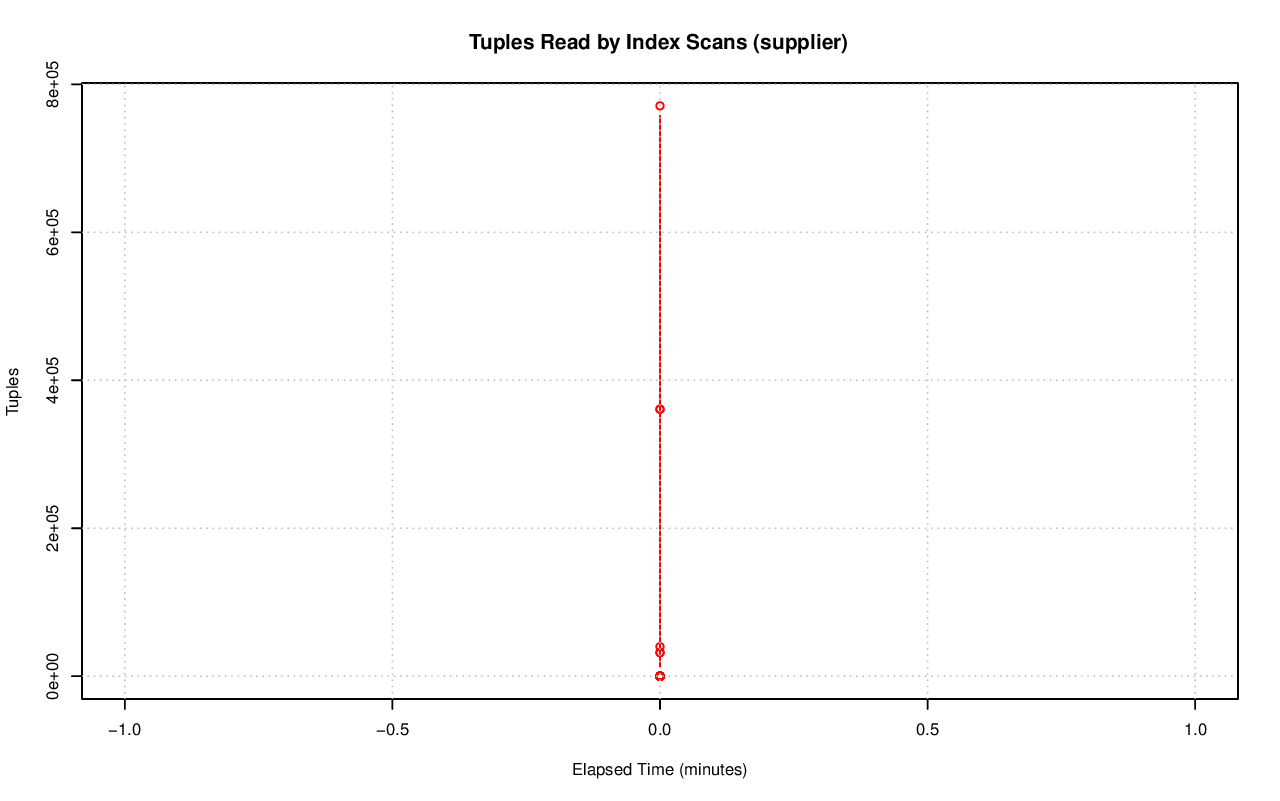 Tuples Read by Index Scans (supplier)
8e+05
6e+05
4e+05
2e+05
0e+00
Tuples
−1.0
−0.5
0.0
0.5
1.0
Elapsed Time (minutes)